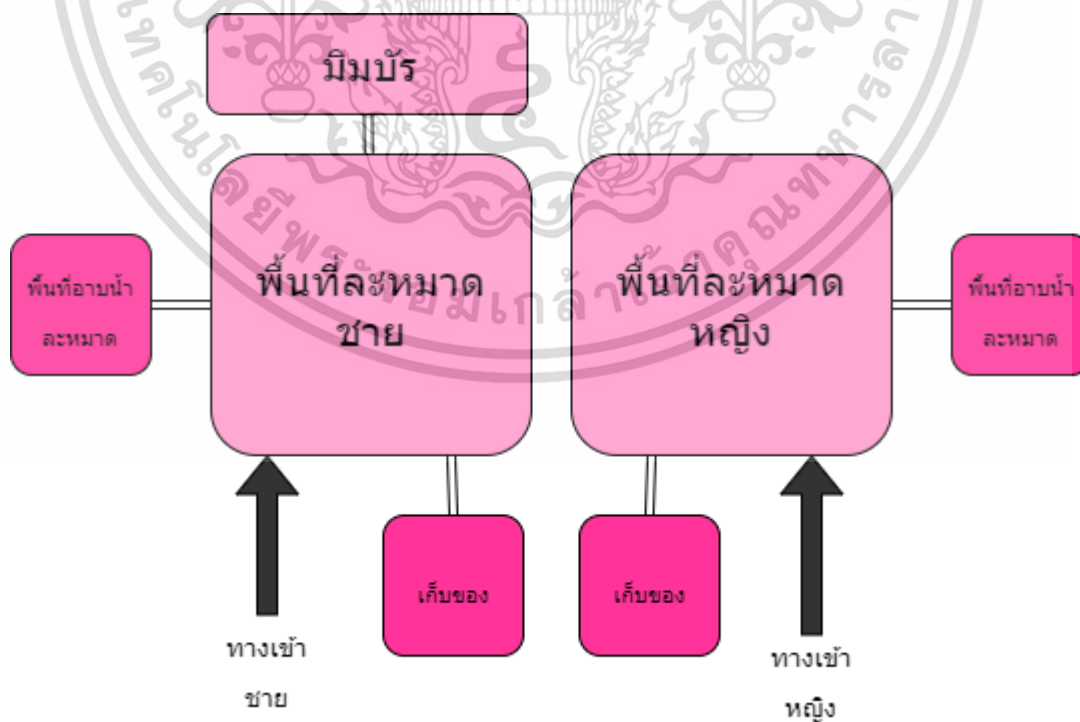 มิมบัร
พื้นที่ละหมาด
ชาย
พื้นที่ละหมาด
หญิง
พื้นที่อาบน้ำ
ละหมาด
พื้นที่อาบน้ำ
ละหมาด
เก็บของ
เก็บของ
ทางเข้า
ชาย
ทางเข้า
หญิง